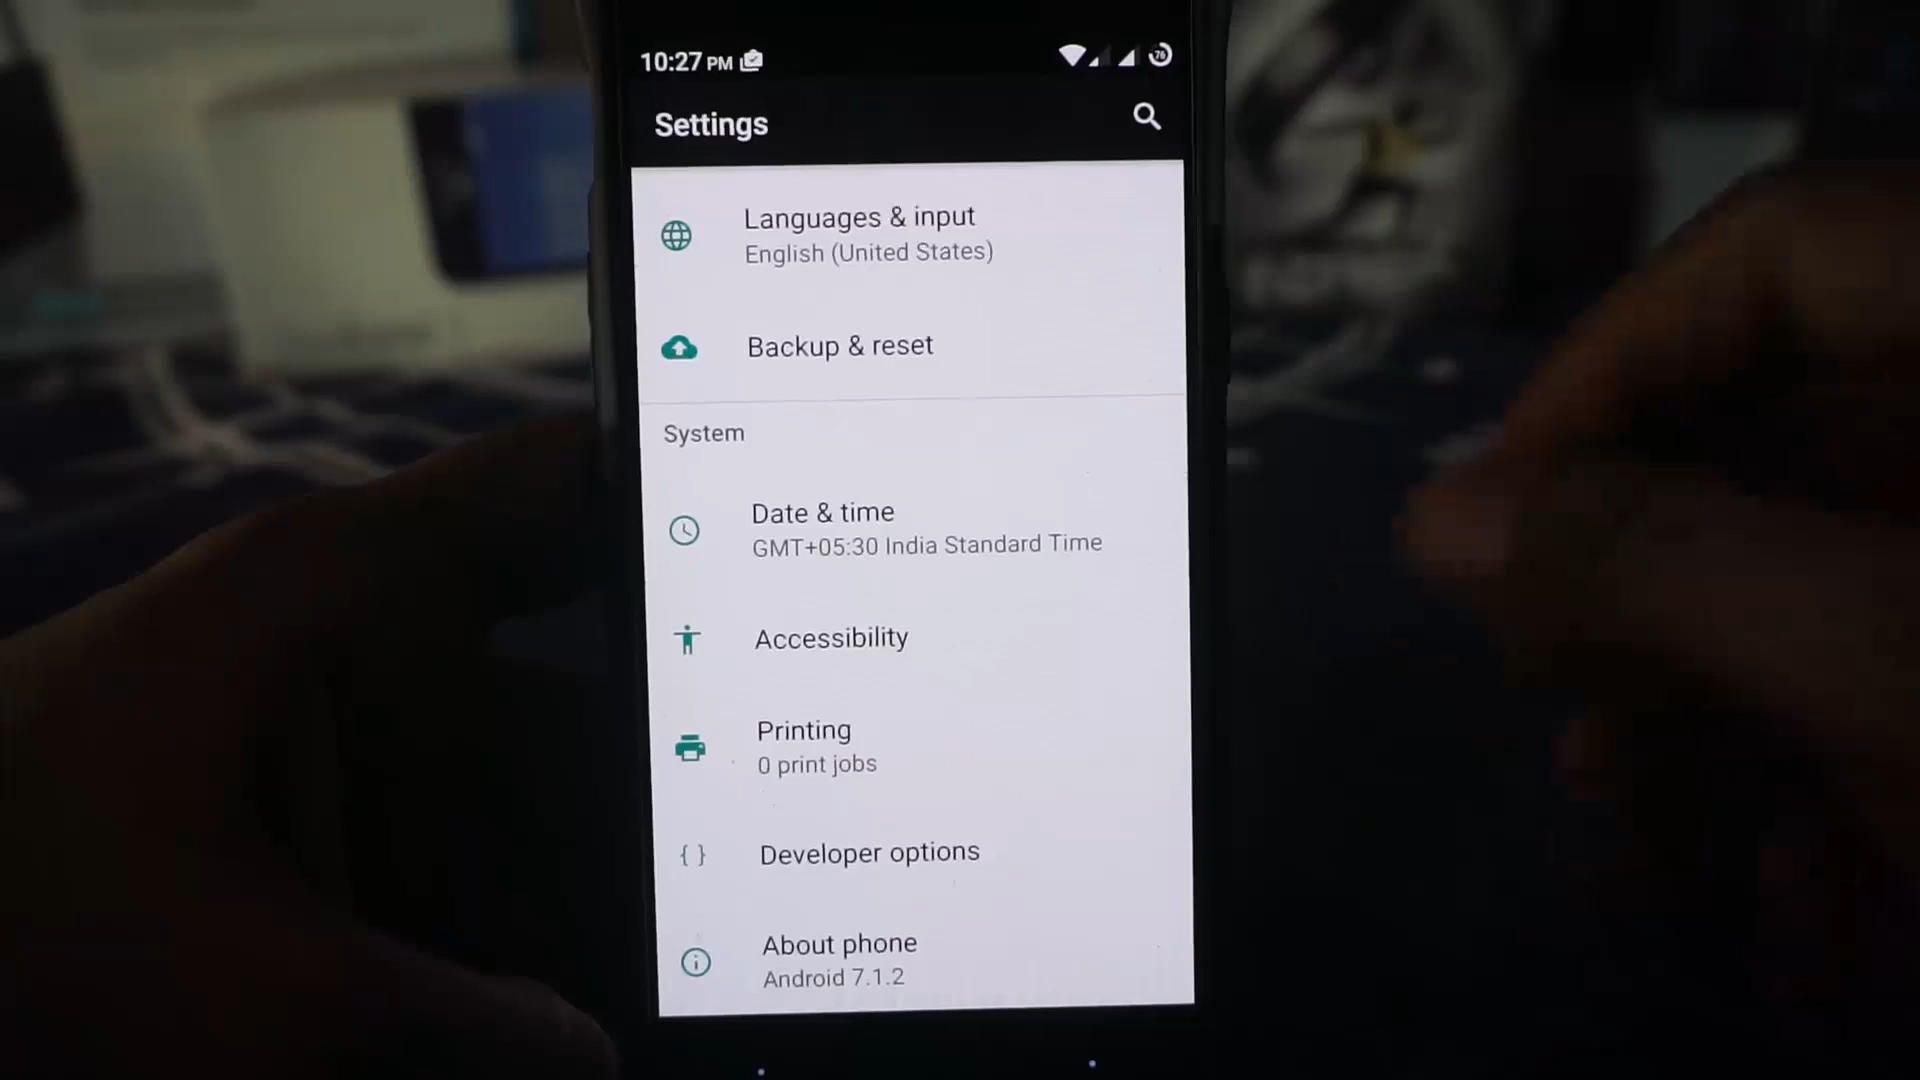 10:27 PM
76
Settings
Languages & input
English (United States)
Backup & reset
System
Date & time
GMT+05:30 India Standard Time
Accessibility
Printing
0 print jobs
{ } Developer options
About phone
Android 7.1.2